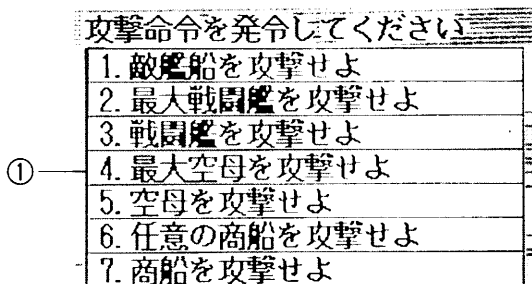 攻撃命令を発令してください
1. 敵艦船を攻撃せよ
2. 最大戦闘艦を攻撃せよ
3. 戦闘艦を攻撃せよ
① 4. 最大空母を攻撃せよ
5. 空母を攻撃せよ
6. 任意の商船を攻撃せよ
7. 商船を攻撃せよ